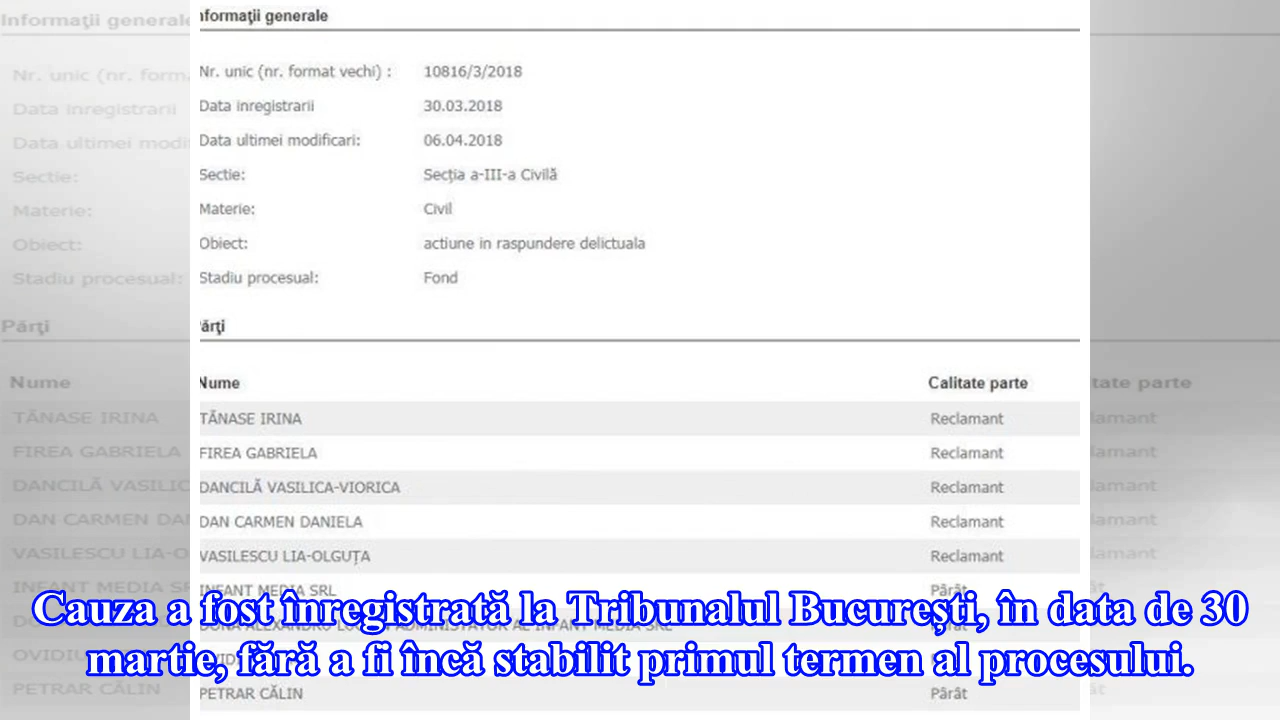 nformaţii generale
Nr. unic (nr. format vechi) : 10816/3/2018
Data inregistrarii 30.03.2018
Data ultimei modificari: 06.04.2018
Sectie: Secţia a-III-a Civilă
Materie: Civil
Obiect: actiune in raspundere delictuala
Stadiu procesual: Fond
ărţi
Nume Calitate parte
TĂNASE IRINA Reclamant
FIREA GABRIELA Reclamant
DANCILĂ VASILICA-VIORICA Reclamant
DAN CARMEN DANIELA Reclamant
VASILESCU LIA-OLGUŢA Reclamant
INFANT MEDIA SRL Pârât
Cauza a fost înregistrată la Tribunalul București, în data de 30
martie, fără a fi încă stabilit primul termen al procesului.
PETRAR CĂLIN Pârât